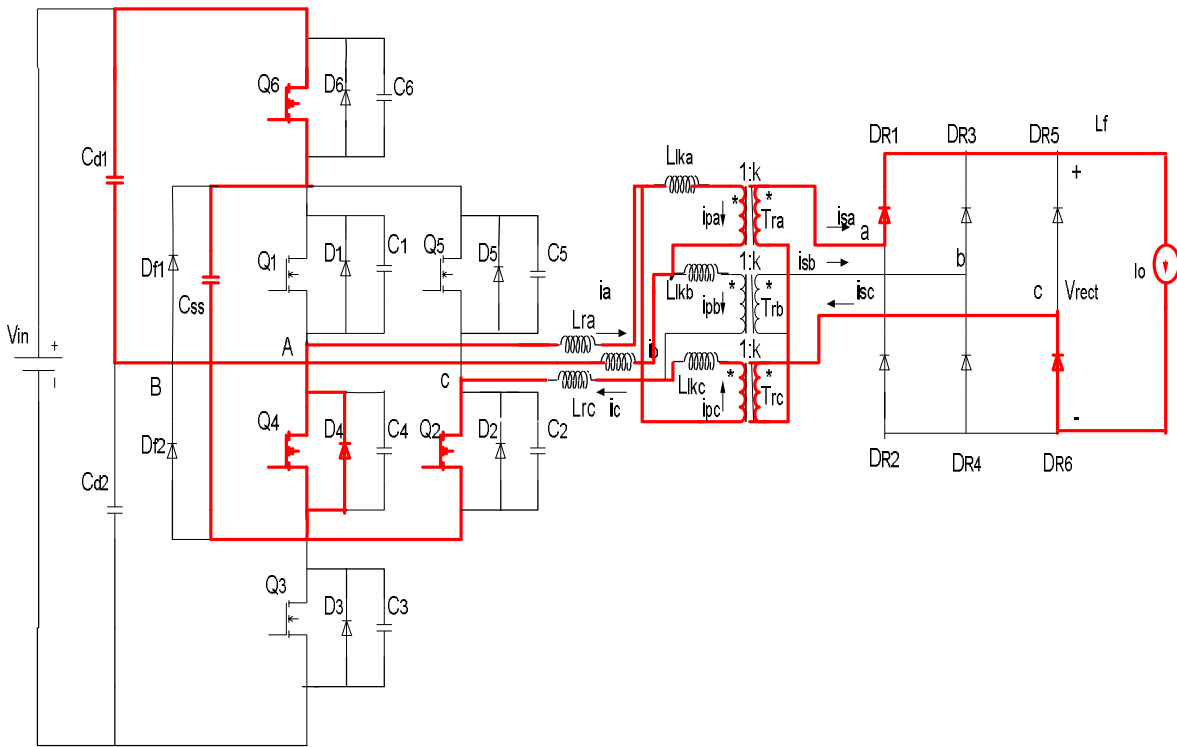 Q6
D6
C6
Cd1
Df1
Css
Q1
D1
C1
Q5
D5
C5
Vin
+
-
A
B
c
Q4
D4
C4
Q2
D2
C2
Df2
Cd2
Q3
D3
C3
ia
Lra
ib
Lrc
ic
Llka
1:k
*
*
ipa
Tra
isa
a
1:k
isb
b
Llkb
*
*
ipb
Trb
isc
c
1:k
Llkc
*
*
ipc
Trc
DR1
DR3
DR5
Lf
+
Io
Vrect
-
DR2
DR4
DR6